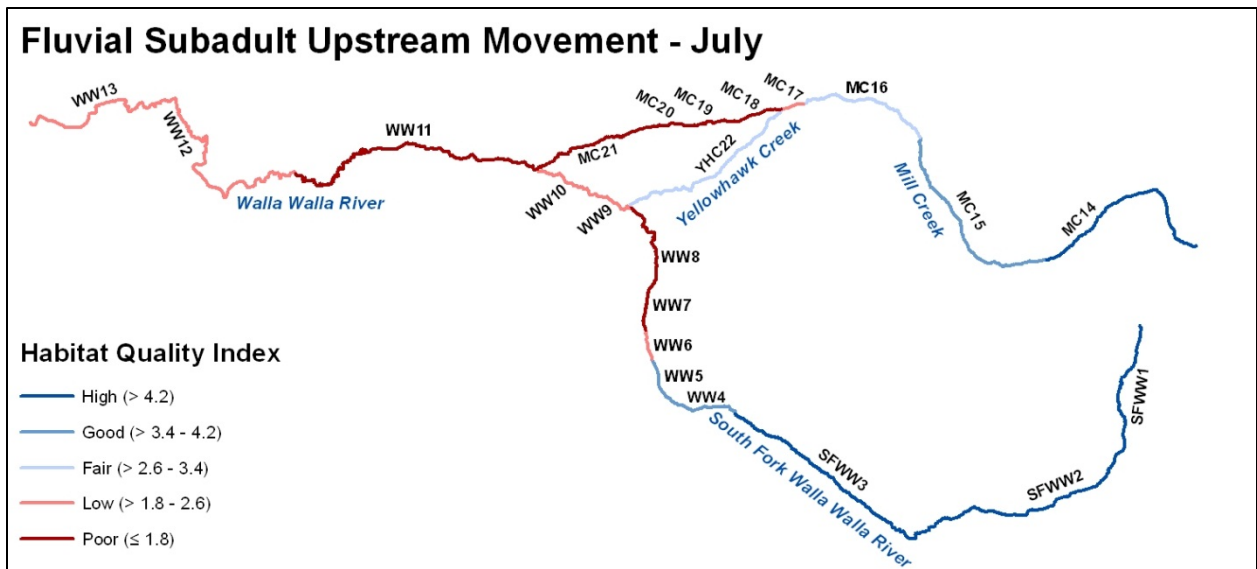 Fluvial Subadult Upstream Movement - July
WW13
WW12
WW11
Walla Walla River
MC21
MC20
MC19
MC18
MC17
MC16
YHC22
Yellowhawk Creek
Mill Creek
MC15
MC14
WW10
WW9
WW8
WW7
WW6
WW5
WW4
South Fork Walla Walla River
SFWW3
SFWW2
SFWW1
Habitat Quality Index
High (> 4.2)
Good (> 3.4 - 4.2)
Fair (> 2.6 - 3.4)
Low (> 1.8 - 2.6)
Poor (≤ 1.8)